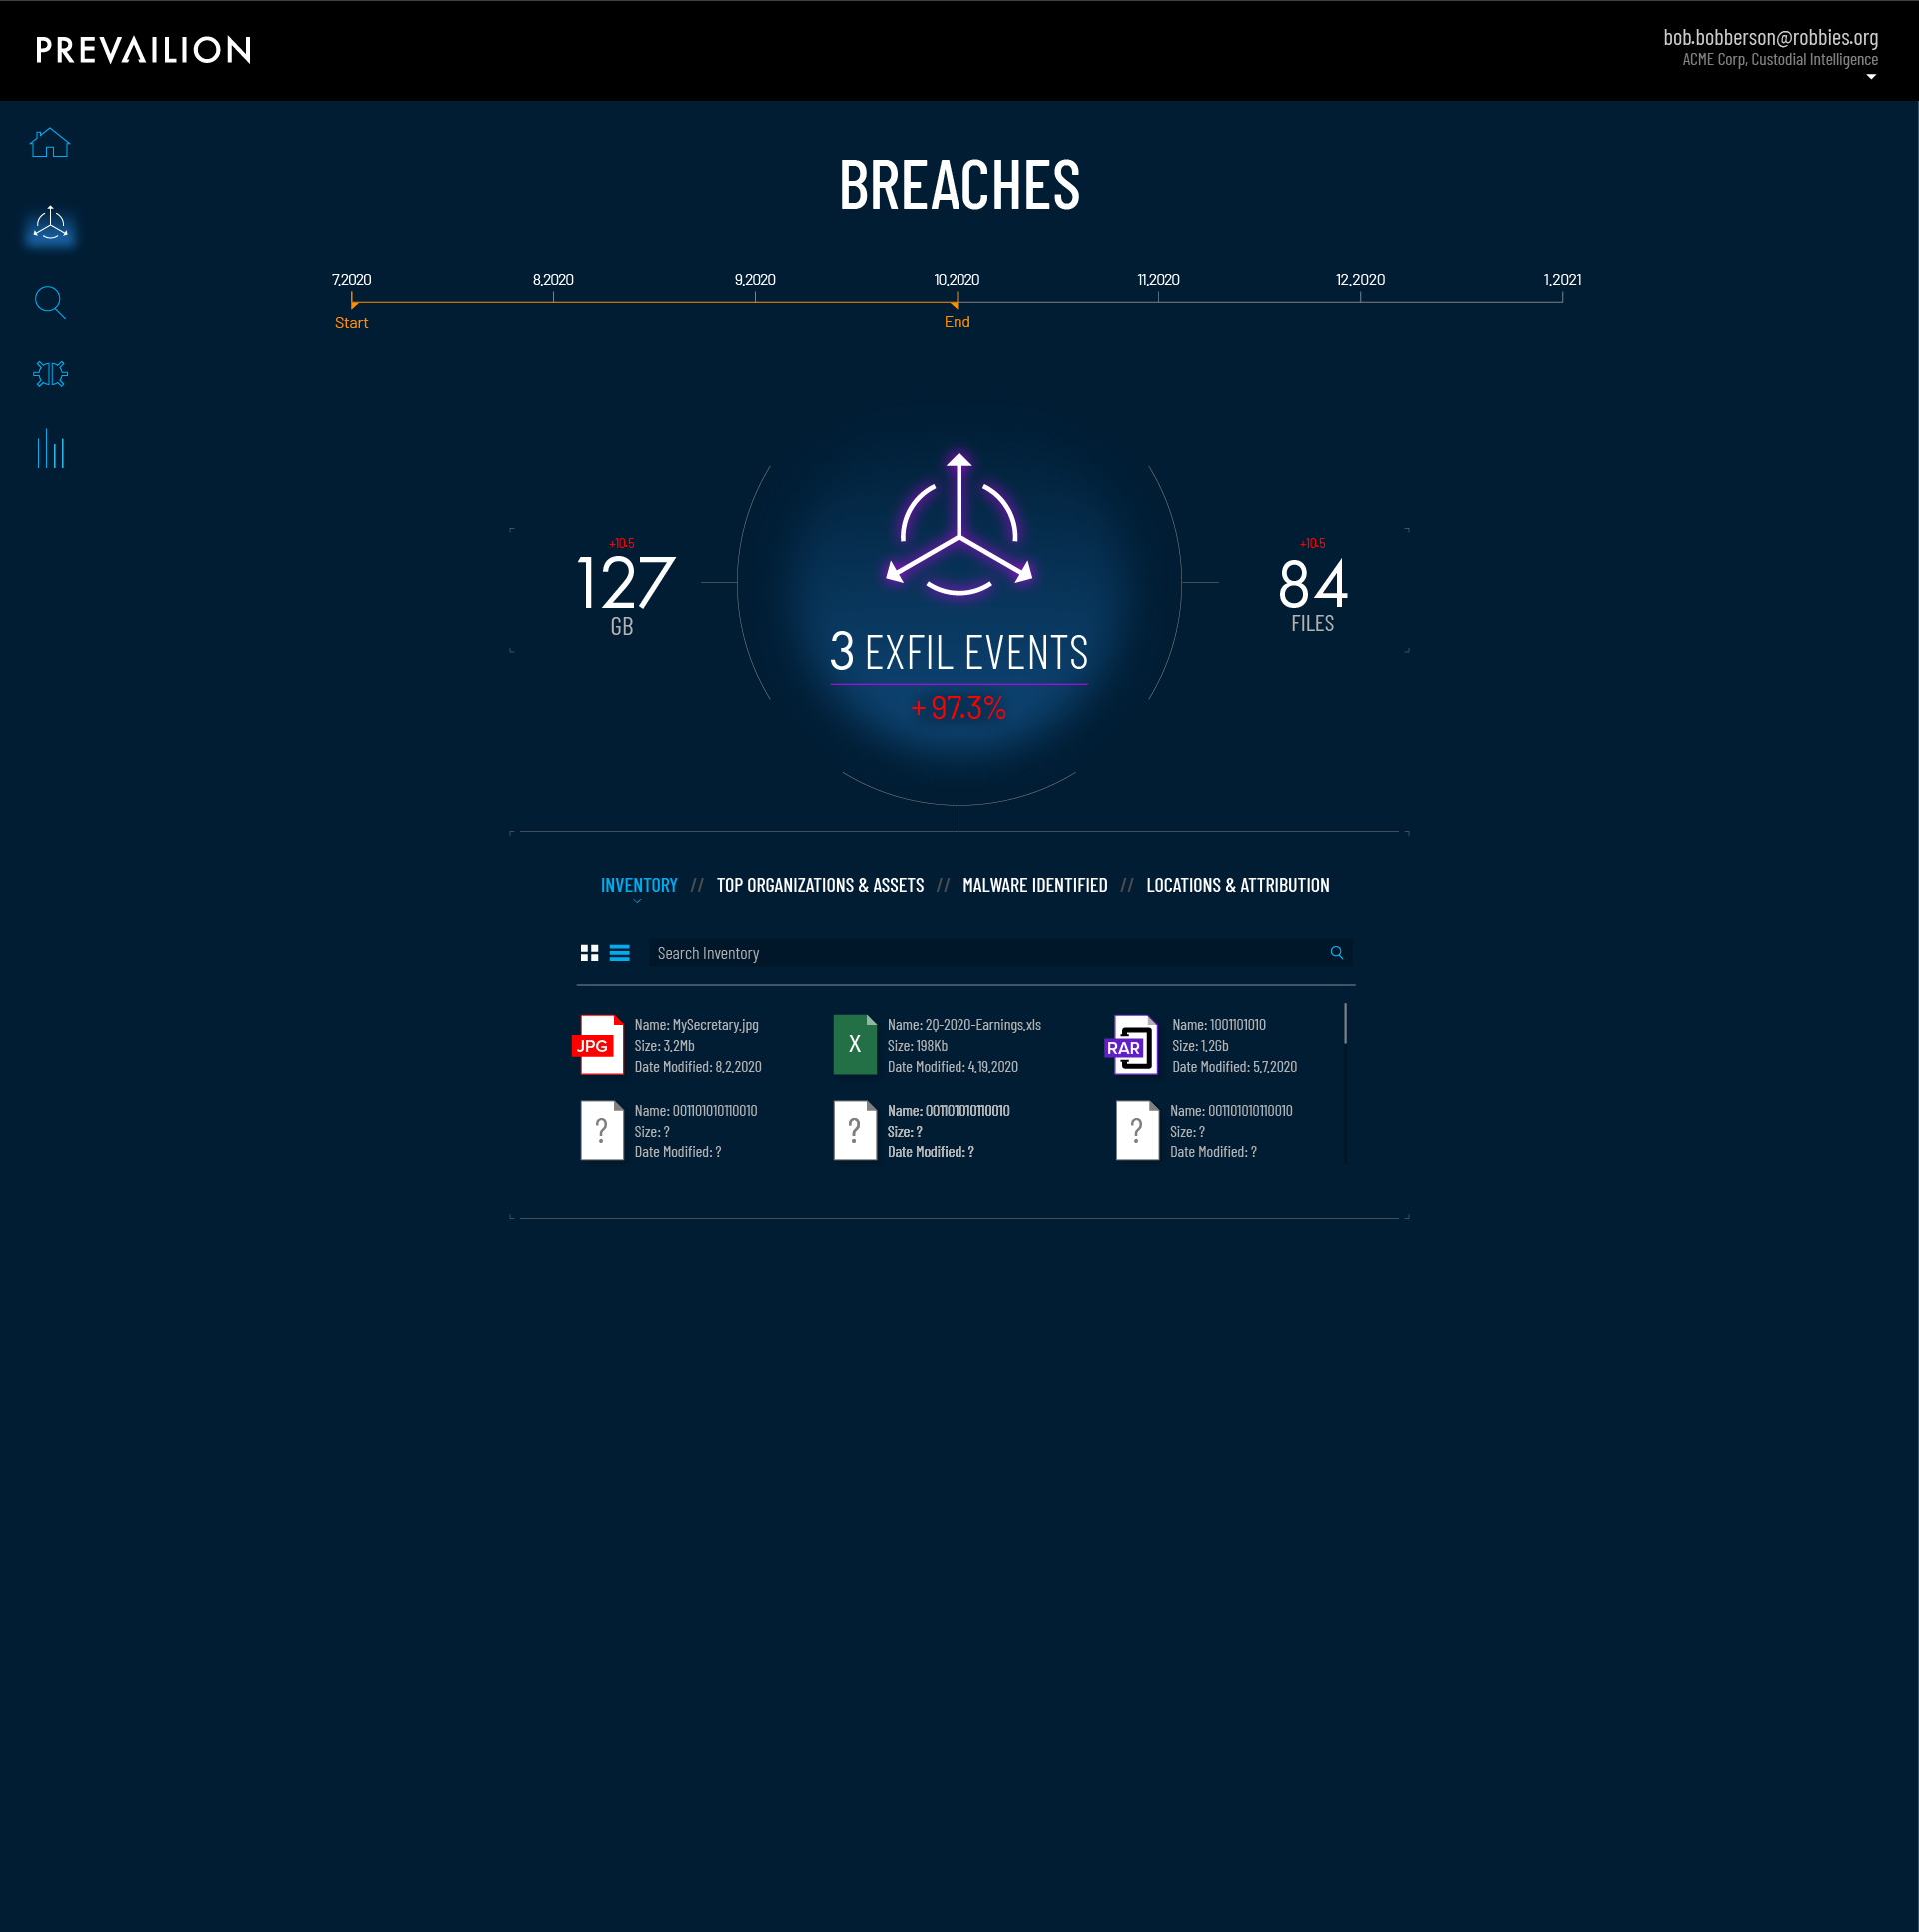 PREVAILION
bob.bobberson@robbies.org
ACME Corp, Custodial Intelligence
BREACHES
7.2020 8.2020 9.2020 10.2020 11.2020 12.2020 1.2021
Start End
+10.5
127
GB
+10.5
84
FILES
3 EXFIL EVENTS
+97.3%
INVENTORY // TOP ORGANIZATIONS & ASSETS // MALWARE IDENTIFIED // LOCATIONS & ATTRIBUTION
Search Inventory
JPG
Name: MySecretary.jpg
Size: 3.2Mb
Date Modified: 8.2.2020
X
Name: 2Q-2020-Earnings.xls
Size: 198Kb
Date Modified: 4.19.2020
RAR
Name: 1001101010
Size: 1.2Gb
Date Modified: 5.7.2020
?
Name: 001101010110010
Size: ?
Date Modified: ?
?
Name: 001101010110010
Size: ?
Date Modified: ?
?
Name: 001101010110010
Size: ?
Date Modified: ?